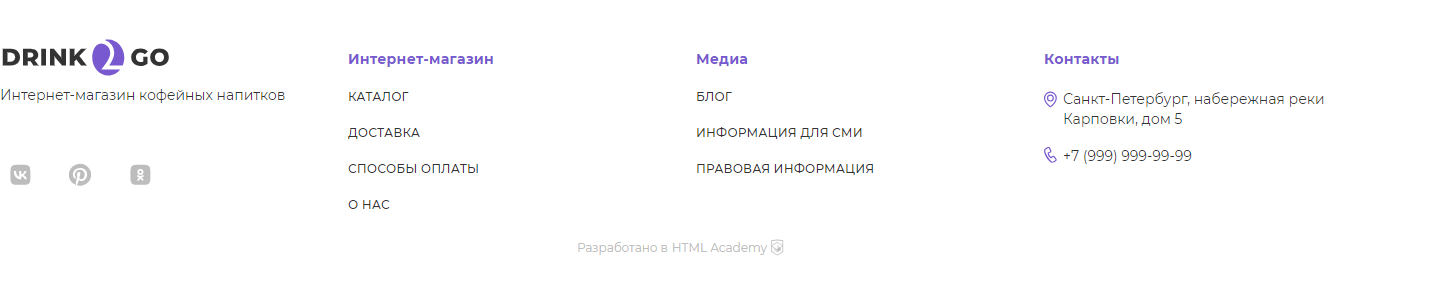 DRINK 2 GO
Интернет-магазин кофейных напитков
Интернет-магазин
КАТАЛОГ
ДОСТАВКА
СПОСОБЫ ОПЛАТЫ
О НАС
Медиа
БЛОГ
ИНФОРМАЦИЯ ДЛЯ СМИ
ПРАВОВАЯ ИНФОРМАЦИЯ
Контакты
Санкт-Петербург, набережная реки
Карповки, дом 5
+7 (999) 999-99-99
Разработано в HTML Academy